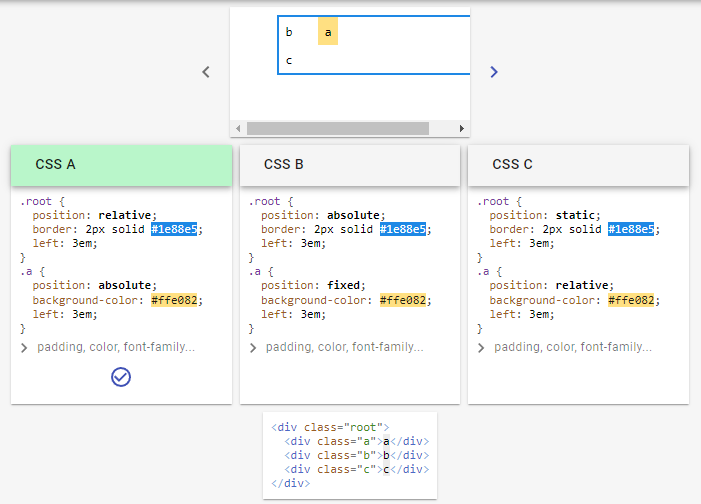 b a
c
CSS A
.root {
position: relative;
border: 2px solid #1e88e5;
left: 3em;
}
.a {
position: absolute;
background-color: #ffe082;
left: 3em;
}
padding, color, font-family...
CSS B
.root {
position: absolute;
border: 2px solid #1e88e5;
left: 3em;
}
.a {
position: fixed;
background-color: #ffe082;
left: 3em;
}
padding, color, font-family...
CSS C
.root {
position: static;
border: 2px solid #1e88e5;
left: 3em;
}
.a {
position: relative;
background-color: #ffe082;
left: 3em;
}
padding, color, font-family...
<div class="root">
<div class="a">a</div>
<div class="b">b</div>
<div class="c">c</div>
</div>